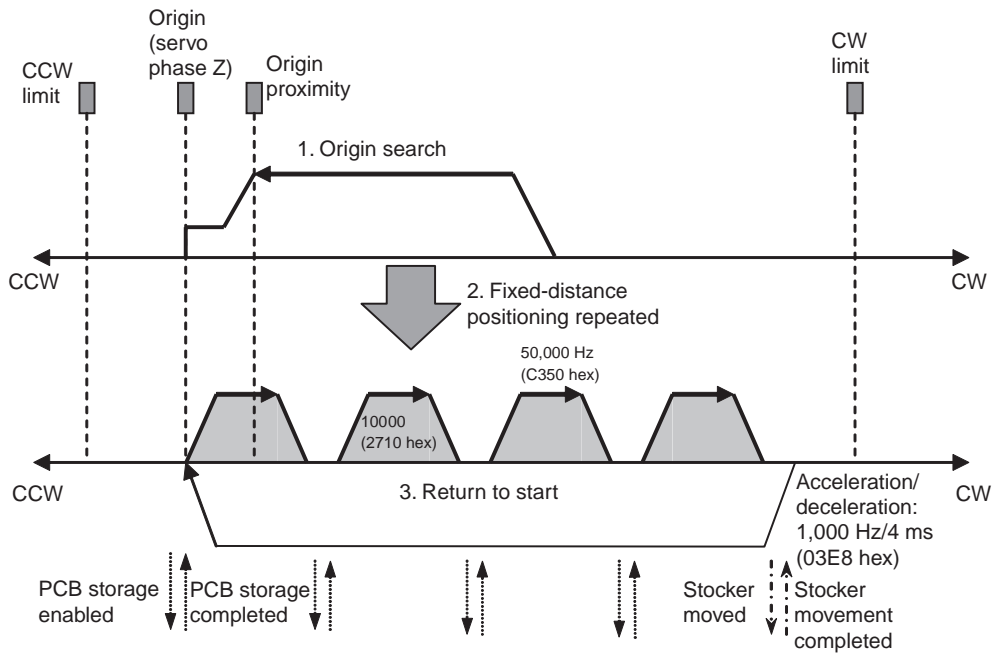 Origin
(servo
phase Z)
CCW
limit
Origin
proximity
CW
limit
1. Origin search
CCW
CW
2. Fixed-distance
positioning repeated
50,000 Hz
(C350 hex)
10000
(2710 hex)
CCW
3. Return to start
CW
Acceleration/
deceleration:
1,000 Hz/4 ms
(03E8 hex)
PCB storage
enabled
PCB storage
completed
Stocker
moved
Stocker
movement
completed